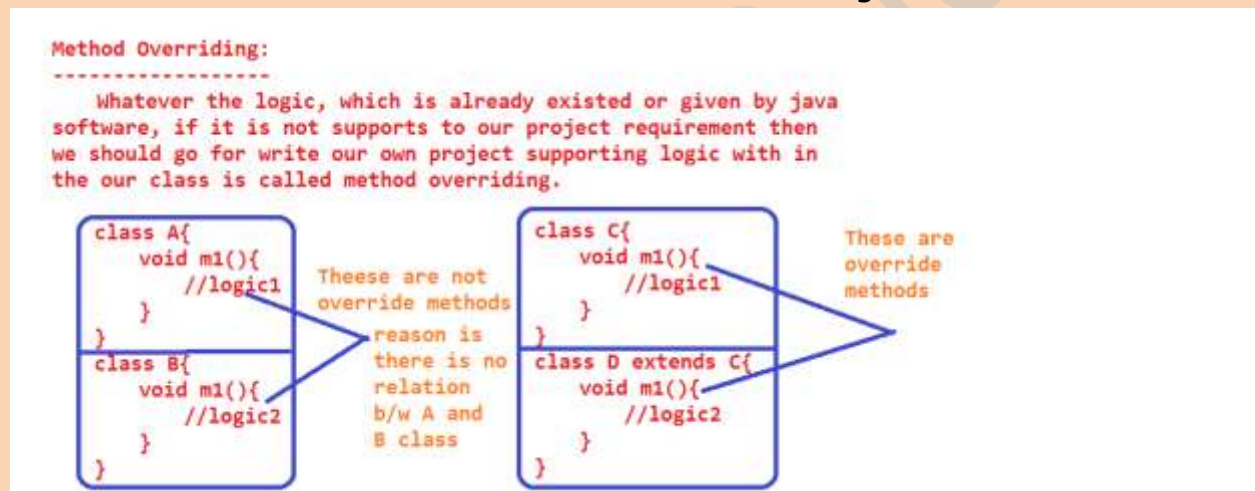 Method Overriding:
------------------
Whatever the logic, which is already existed or given by java
software, if it is not supports to our project requirement then
we should go for write our own project supporting logic with in
the our class is called method overriding.
class A{
void m1(){
//logic1
}
}
class B{
void m1(){
//logic2
}
}
Theese are not
override methods
reason is
there is no
relation
b/w A and
B class
class C{
void m1(){
//logic1
}
}
class D extends C{
void m1(){
//logic2
}
}
These are
override
methods